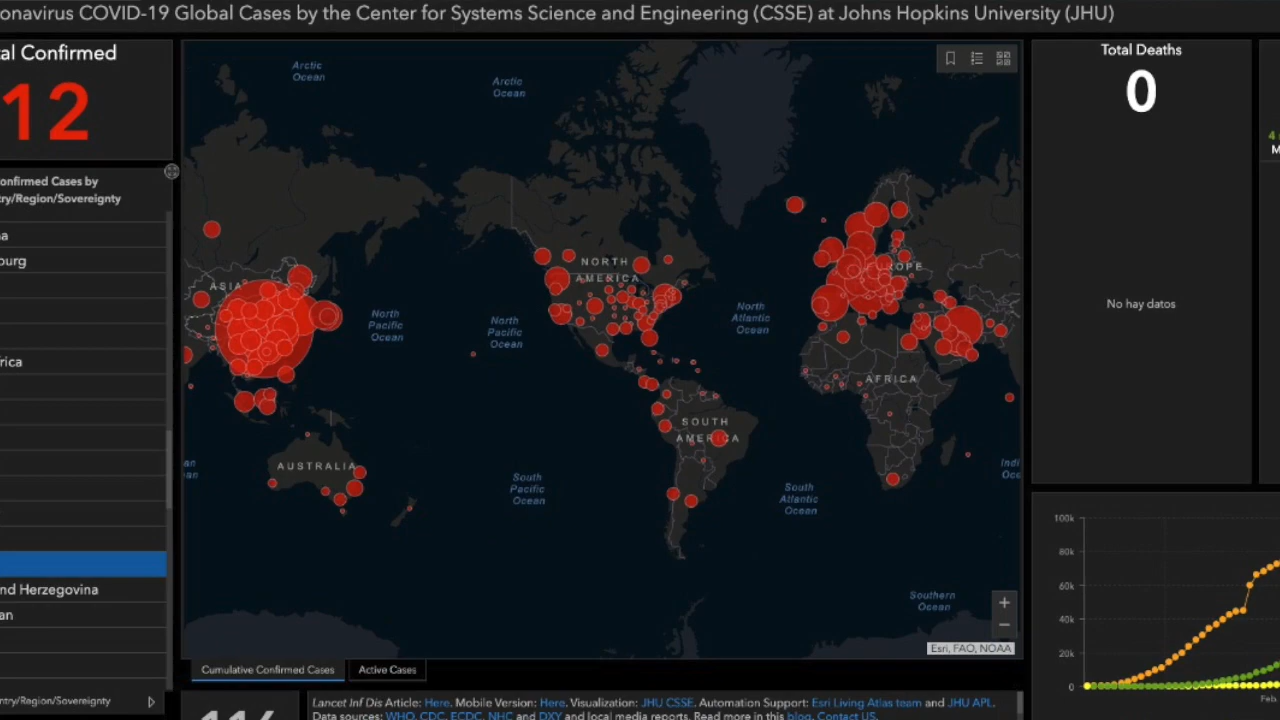 onavirus COVID-19 Global Cases by the Center for Systems Science and Engineering (CSSE) at Johns Hopkins University (JHU)
al Confirmed
12
onfirmed Cases by
ry/Region/Sovereignty
a
ourg
rica
nd Herzegovina
an
ntry/Region/Sovereignty
Arctic
Ocean
Arctic
Ocean
ASIA
NORTH
AMERICA
EUROPE
North
Pacific
Ocean
North
Pacific
Ocean
North
Atlantic
Ocean
AFRICA
SOUTH
AMERICA
AUSTRALIA
an
an
South
Pacific
Ocean
South
Atlantic
Ocean
Indi
Oce
Southern
Ocean
+
−
Esri, FAO, NOAA
Cumulative Confirmed Cases
Active Cases
Lancet Inf Dis Article: Here. Mobile Version: Here. Visualization: JHU CSSE. Automation Support: Esri Living Atlas team and JHU APL.
Data sources: WHO, CDC, ECDC, NHC and DXY and local media reports. Read more in this blog. Contact US.
Total Deaths
0
No hay datos
4
M
100k
80k
60k
40k
20k
0
Feb